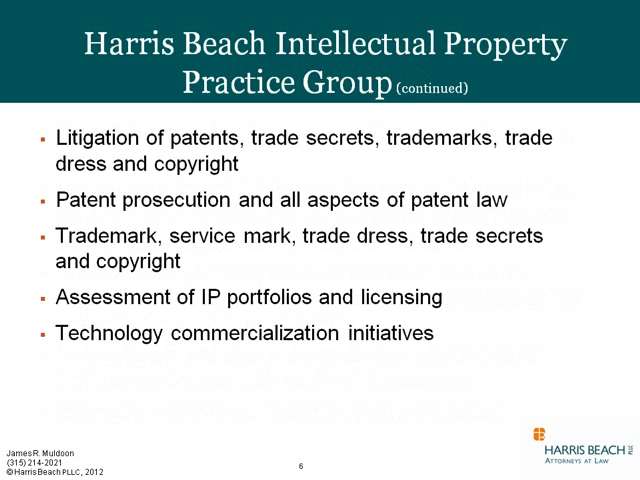 Harris Beach Intellectual Property
Practice Group (continued)
▪ Litigation of patents, trade secrets, trademarks, trade
dress and copyright
▪ Patent prosecution and all aspects of patent law
▪ Trademark, service mark, trade dress, trade secrets
and copyright
▪ Assessment of IP portfolios and licensing
▪ Technology commercialization initiatives
James R. Muldoon
(315) 214-2021
© Harris Beach PLLC, 2012
6
HARRIS BEACH PLLC
ATTORNEYS AT LAW